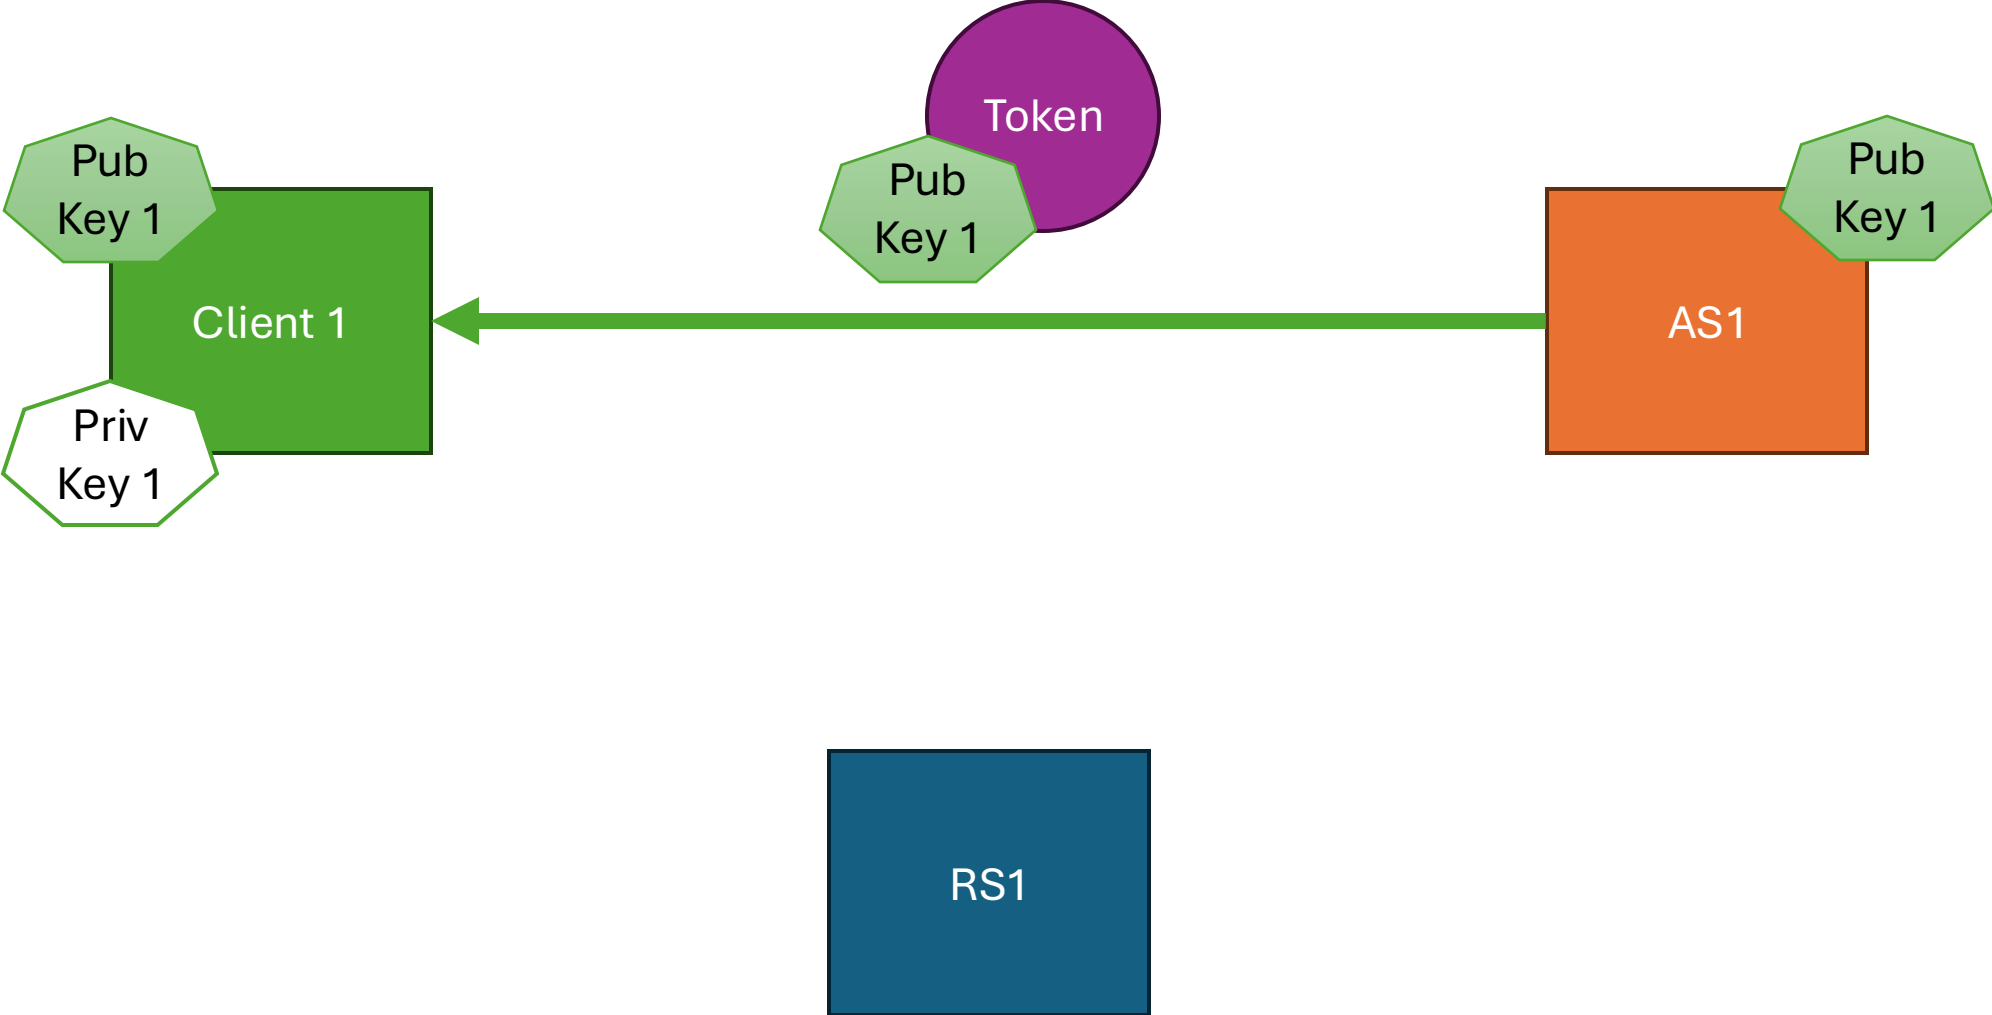 Token
Pub
Key 1
Pub
Key 1
Pub
Key 1
Client 1
AS1
Priv
Key 1
RS1